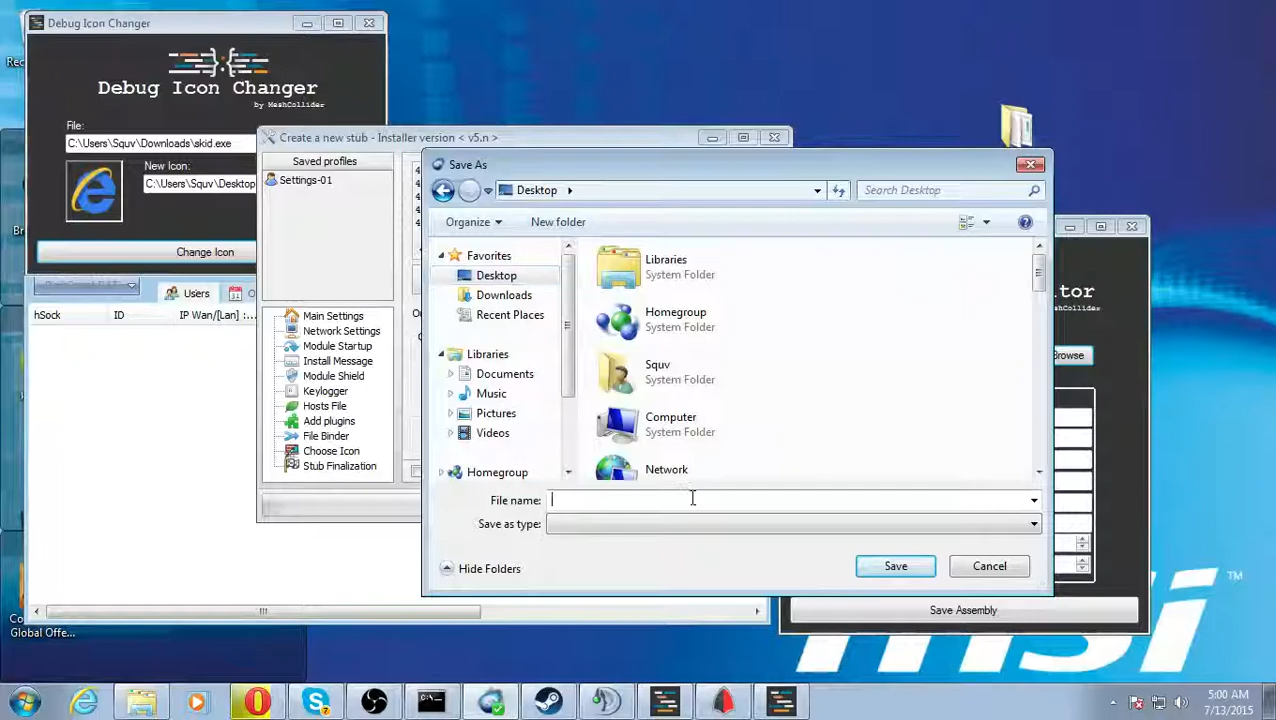 Debug Icon Changer
Debug Icon Changer
by MeshCollider
File:
C:\Users\Squv\Downloads\skid.exe
New Icon:
C:\Users\Squv\Desktop
Change Icon
Users
hSock
ID
IP Wan/[Lan] :...
Create a new stub - Installer version < v5.n >
Saved profiles
Settings-01
Main Settings
Network Settings
Module Startup
Install Message
Module Shield
Keylogger
Hosts File
Add plugins
File Binder
Choose Icon
Stub Finalization
Save As
Desktop
Search Desktop
Organize
New folder
Favorites
Desktop
Downloads
Recent Places
Libraries
Documents
Music
Pictures
Videos
Homegroup
Libraries
System Folder
Homegroup
System Folder
Squv
System Folder
Computer
System Folder
Network
File name:
Save as type:
Hide Folders
Save
Cancel
tor
MeshCollider
Browse
Save Assembly
msi
TM
Global Offe...
5:00 AM
7/13/2015